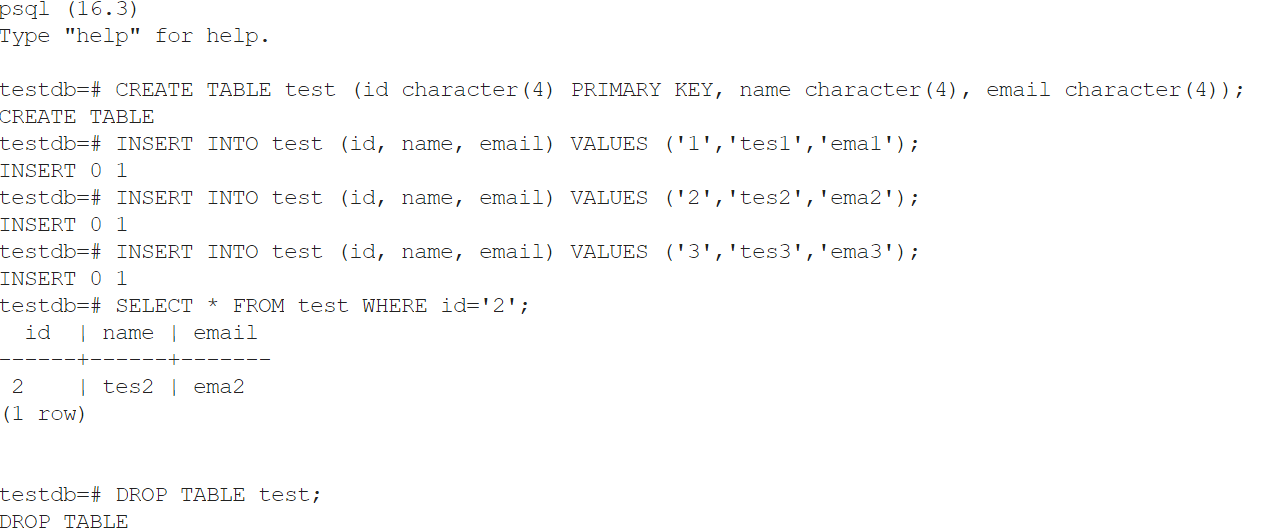 psql (16.3)
Type "help" for help.

testdb=# CREATE TABLE test (id character(4) PRIMARY KEY, name character(4), email character(4));
CREATE TABLE
testdb=# INSERT INTO test (id, name, email) VALUES ('1','tes1','ema1');
INSERT 0 1
testdb=# INSERT INTO test (id, name, email) VALUES ('2','tes2','ema2');
INSERT 0 1
testdb=# INSERT INTO test (id, name, email) VALUES ('3','tes3','ema3');
INSERT 0 1
testdb=# SELECT * FROM test WHERE id='2';
  id  | name | email
------+------+-------
 2    | tes2 | ema2
(1 row)


testdb=# DROP TABLE test;
DROP TABLE